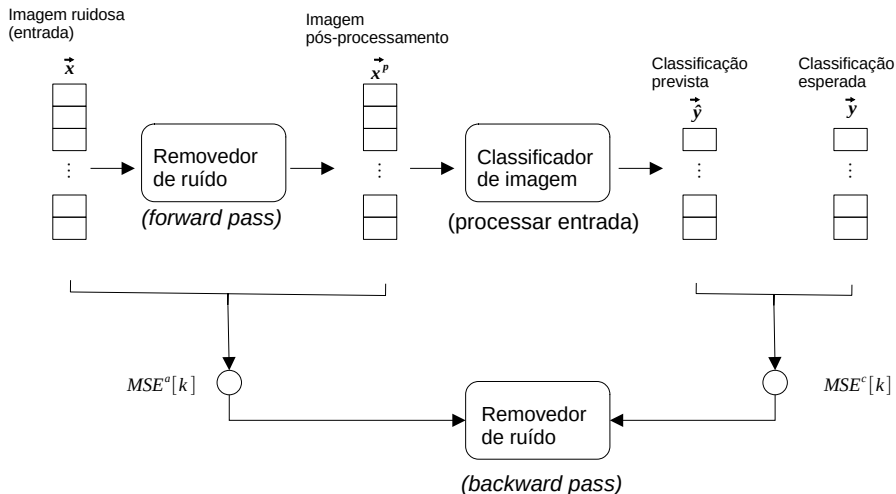 Imagem ruidosa
(entrada)
x
Imagem
pós-processamento
x^p
Classificação
prevista
ŷ
Classificação
esperada
y
Removedor
de ruído
(forward pass)
Classificador
de imagem
(processar entrada)
MSE^a[k]
MSE^c[k]
Removedor
de ruído
(backward pass)